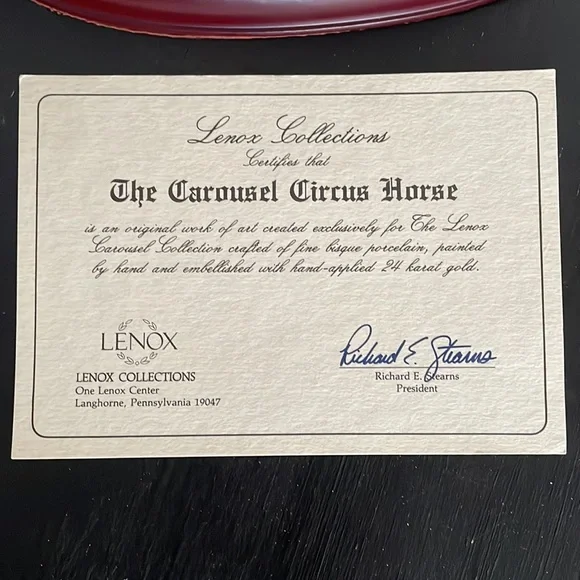 Lenox Collections
Certifies that
The Carousel Circus Horse
is an original work of art created exclusively for The Lenox
Carousel Collection crafted of fine bisque porcelain, painted
by hand and embellished with hand-applied 24 karat gold.
LENOX
LENOX COLLECTIONS
One Lenox Center
Langhorne, Pennsylvania 19047
Richard E. Stearns
Richard E. Stearns
President